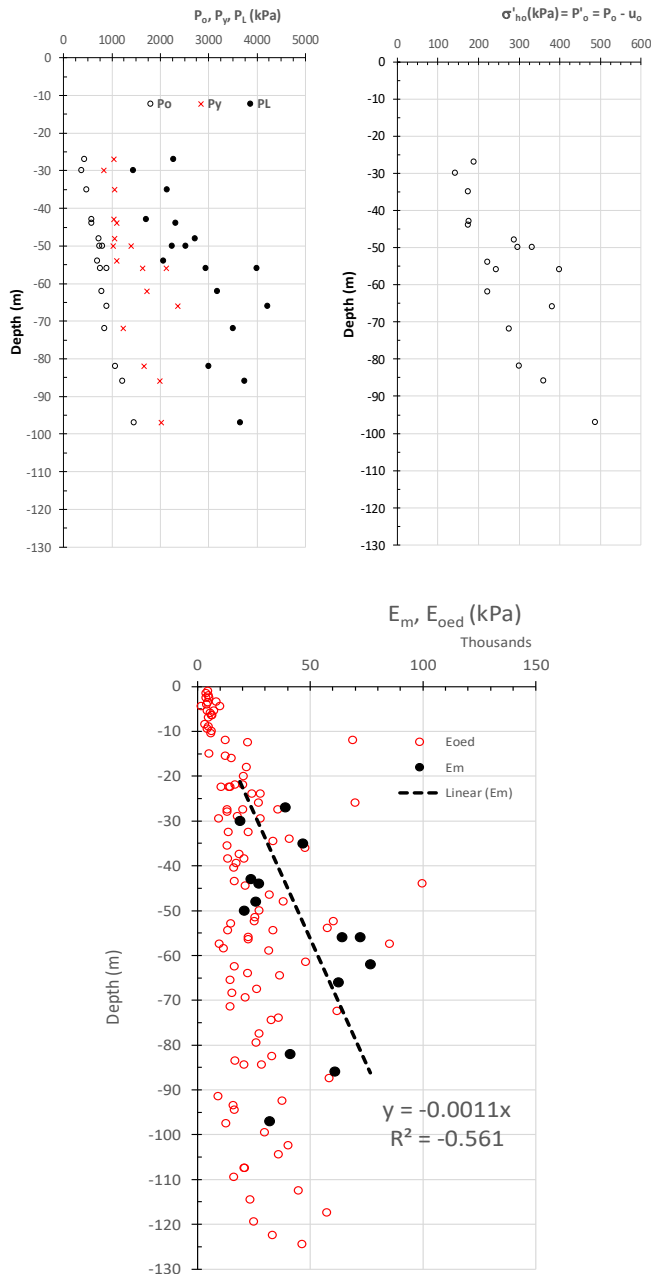 Pₒ, Pᵧ, P_L (kPa)
0 1000 2000 3000 4000 5000
0
-10
-20
-30
-40
-50
-60
-70
-80
-90
-100
-110
-120
-130
Depth (m)
Po Py PL
σ'ₕₒ(kPa) = P'ₒ = Pₒ - uₒ
0 100 200 300 400 500 600
0
-10
-20
-30
-40
-50
-60
-70
-80
-90
-100
-110
-120
-130
Depth (m)
Eₘ, Eₒₑd (kPa)
Thousands
0 50 100 150
0
-10
-20
-30
-40
-50
-60
-70
-80
-90
-100
-110
-120
-130
Depth (m)
Eoed
Em
Linear (Em)
y = -0.0011x
R² = -0.561